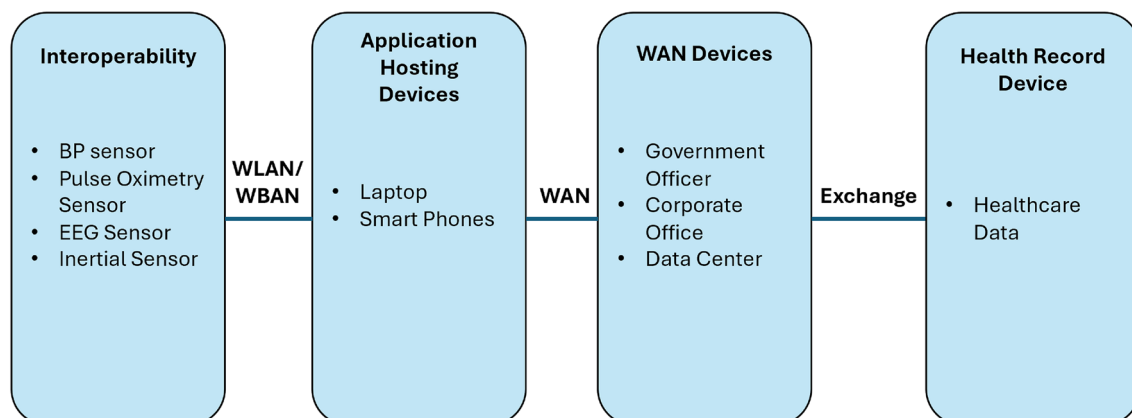 Interoperability
• BP sensor
• Pulse Oximetry
Sensor
• EEG Sensor
• Inertial Sensor
WLAN/
WBAN
Application
Hosting
Devices
• Laptop
• Smart Phones
WAN
WAN Devices
• Government
Officer
• Corporate
Office
• Data Center
Exchange
Health Record
Device
• Healthcare
Data